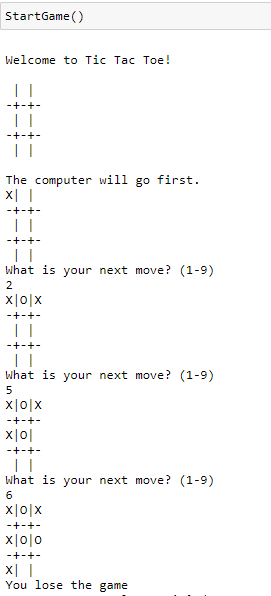 StartGame()
Welcome to Tic Tac Toe!
 | |
-+-+-
 | |
-+-+-
 | |
The computer will go first.
X| |
-+-+-
 | |
-+-+-
 | |
What is your next move? (1-9)
2
X|O|X
-+-+-
 | |
-+-+-
 | |
What is your next move? (1-9)
5
X|O|X
-+-+-
X|O|
-+-+-
 | |
What is your next move? (1-9)
6
X|O|X
-+-+-
X|O|O
-+-+-
X| |
You lose the game